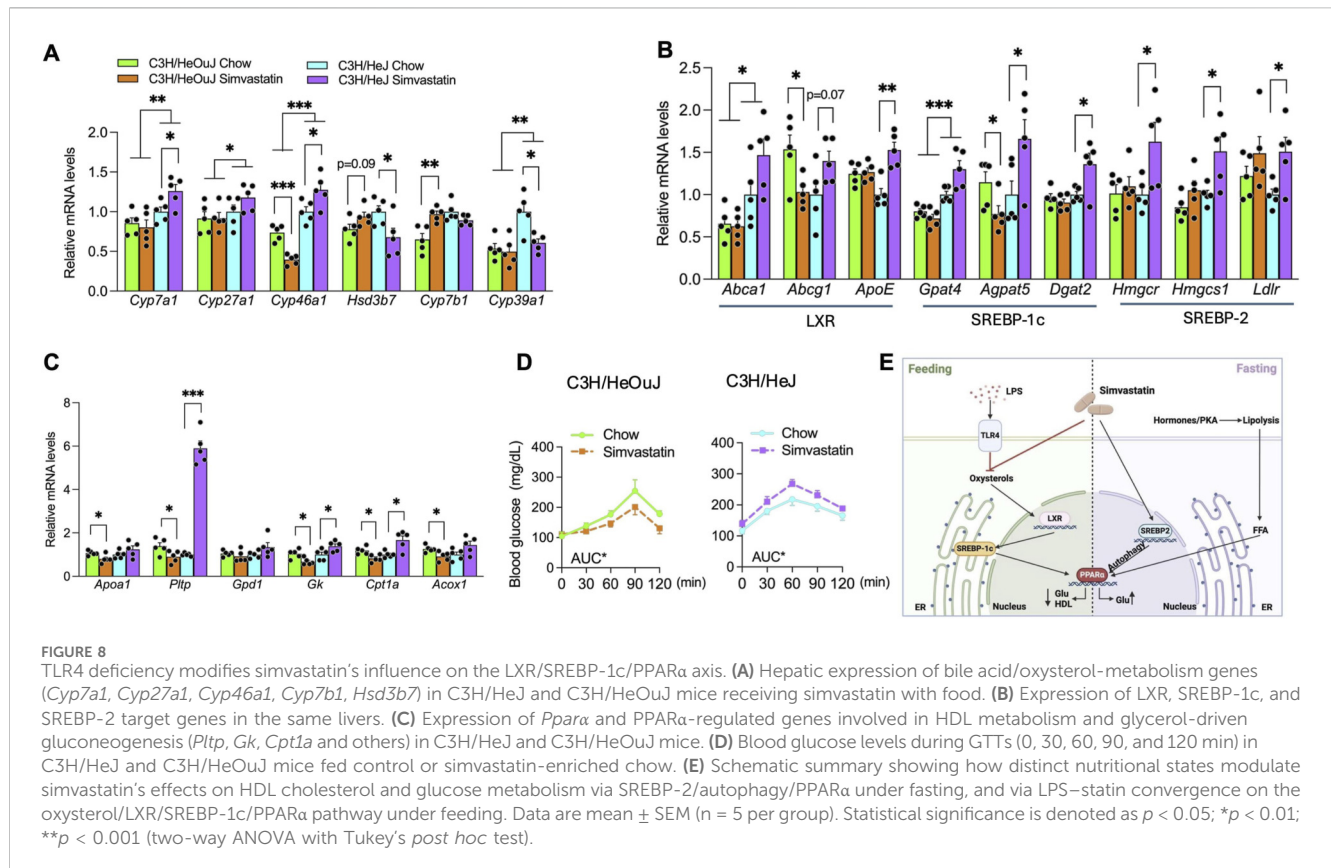 A
C3H/HeOuJ Chow
C3H/HeJ Chow
C3H/HeOuJ Simvastatin
C3H/HeJ Simvastatin
Relative mRNA levels
2.0
1.5
1.0
0.5
0.0
**
*
*
***
***
*
p=0.09
*
**
**
*
Cyp7a1 Cyp27a1 Cyp46a1 Hsd3b7 Cyp7b1 Cyp39a1
B
Relative mRNA levels
2.5
2.0
1.5
1.0
0.5
0.0
*
*
p=0.07
**
***
*
*
*
*
*
*
Abca1 Abcg1 ApoE Gpat4 Agpat5 Dgat2 Hmgcr Hmgcs1 Ldlr
LXR SREBP-1c SREBP-2
C
Relative mRNA levels
8
6
4
2
0
*
*
***
*
*
*
*
*
Apoa1 Pltp Gpd1 Gk Cpt1a Acox1
D
C3H/HeOuJ
Chow
Simvastatin
Blood glucose (mg/dL)
400
300
200
100
0
AUC*
0 30 60 90 120 (min)
C3H/HeJ
Chow
Simvastatin
400
300
200
100
0
AUC*
0 30 60 90 120 (min)
E
Feeding
Fasting
LPS
Simvastatin
TLR4
Hormones/PKA
Lipolysis
Oxysterols
LXR
SREBP2
FFA
SREBP-1c
Autophagy
PPARα
Glu
HDL
Glu
ER
Nucleus
Nucleus
ER
FIGURE 8
TLR4 deficiency modifies simvastatin's influence on the LXR/SREBP-1c/PPARα axis. (A) Hepatic expression of bile acid/oxysterol-metabolism genes
(Cyp7a1, Cyp27a1, Cyp46a1, Cyp7b1, Hsd3b7) in C3H/HeJ and C3H/HeOuJ mice receiving simvastatin with food. (B) Expression of LXR, SREBP-1c, and
SREBP-2 target genes in the same livers. (C) Expression of Pparα and PPARα-regulated genes involved in HDL metabolism and glycerol-driven
gluconeogenesis (Pltp, Gk, Cpt1a and others) in C3H/HeJ and C3H/HeOuJ mice. (D) Blood glucose levels during GTTs (0, 30, 60, 90, and 120 min) in
C3H/HeJ and C3H/HeOuJ mice fed control or simvastatin-enriched chow. (E) Schematic summary showing how distinct nutritional states modulate
simvastatin's effects on HDL cholesterol and glucose metabolism via SREBP-2/autophagy/PPARα under fasting, and via LPS–statin convergence on the
oxysterol/LXR/SREBP-1c/PPARα pathway under feeding. Data are mean ± SEM (n = 5 per group). Statistical significance is denoted as p < 0.05; *p < 0.01;
**p < 0.001 (two-way ANOVA with Tukey's post hoc test).